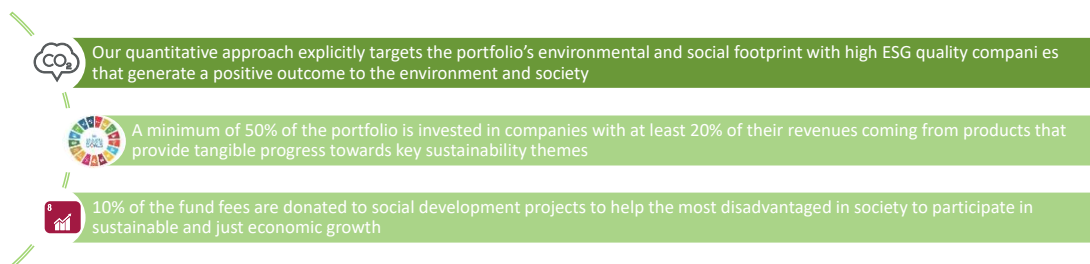 CO₂
Our quantitative approach explicitly targets the portfolio's environmental and social footprint with high ESG quality compani es
that generate a positive outcome to the environment and society
A minimum of 50% of the portfolio is invested in companies with at least 20% of their revenues coming from products that
provide tangible progress towards key sustainability themes
8
10% of the fund fees are donated to social development projects to help the most disadvantaged in society to participate in
sustainable and just economic growth